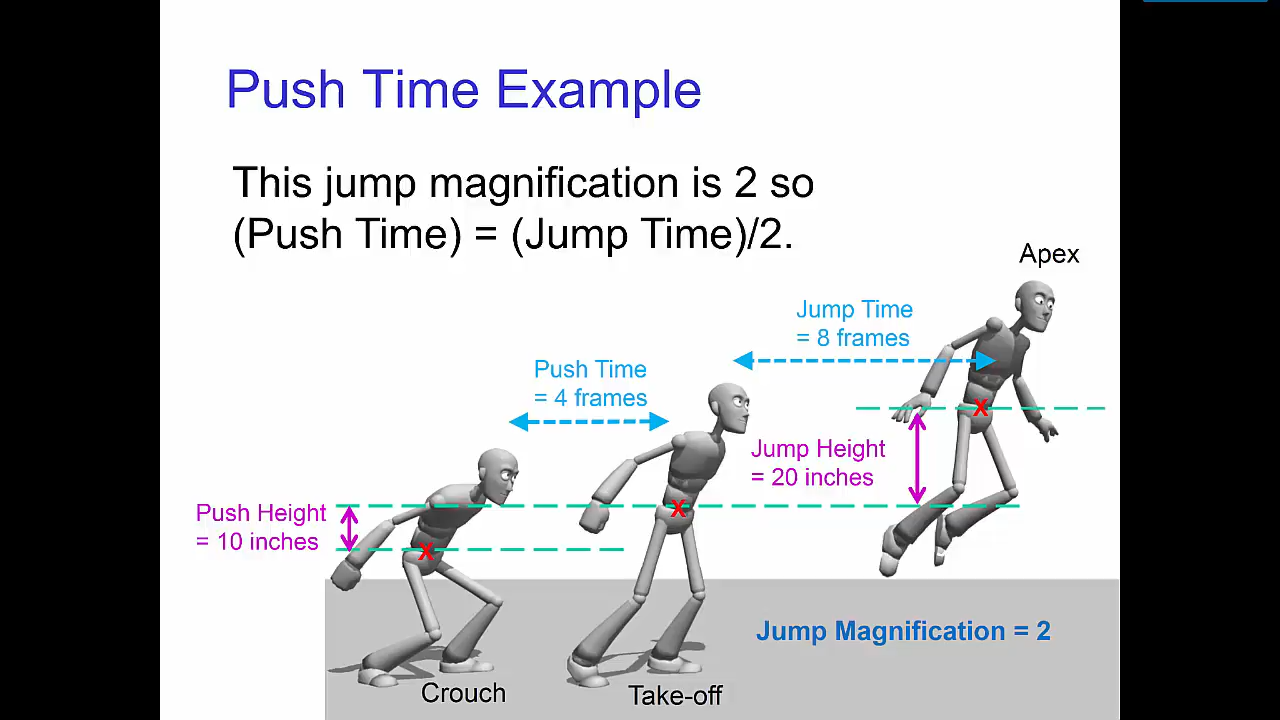 Push Time Example
This jump magnification is 2 so
(Push Time) = (Jump Time)/2.
Apex
Jump Time
= 8 frames
Push Time
= 4 frames
Jump Height
= 20 inches
Push Height
= 10 inches
X
X
X
Jump Magnification = 2
Crouch
Take-off